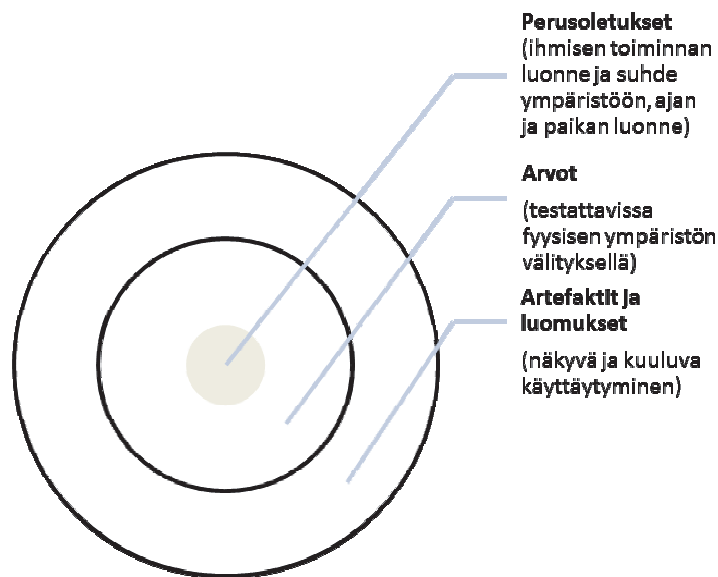 Perusoletukset
(ihmisen toiminnan
luonne ja suhde
ympäristöön, ajan
ja paikan luonne)
Arvot
(testattavissa
fyysisen ympäristön
välityksellä)
Artefaktit ja
luomukset
(näkyvä ja kuuluva
käyttäytyminen)